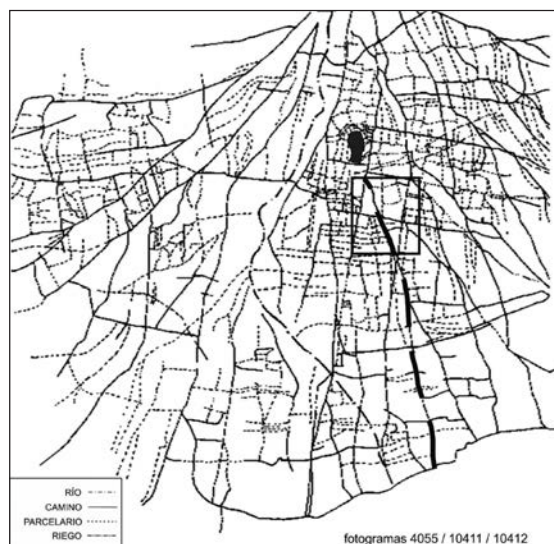 RÍO
CAMINO
PARCELARIO
RIEGO
fotogramas 4055 / 10411 / 10412